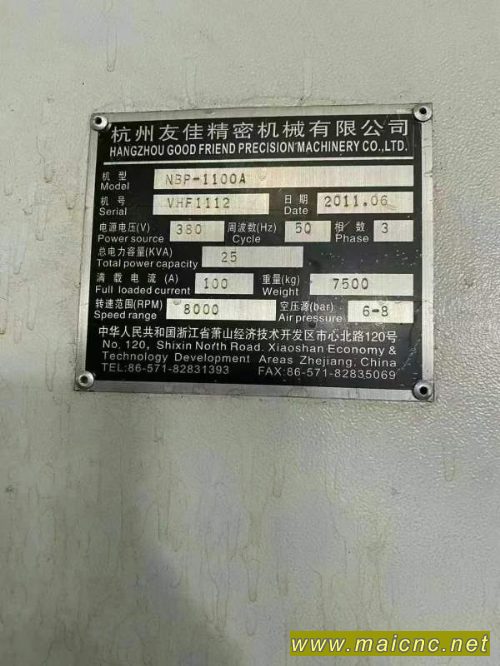 杭州友佳精密机械有限公司
HANGZHOU GOOD FRIEND PRECISION MACHINERY CO.,LTD.
机型 Model NBP-1100A
机号 Serial VHF1112 日期 Date 2011.06
电源电压(V) Power source 380 周波数(Hz) Cycle 50 相数 Phase 3
总电力容量(KVA) Total power capacity 25
满载电流(A) Full loaded current 100 重量(kg) Weight 7500
转速范围(RPM) Speed range 8000 空压源(bar) Air pressure 6-8
中华人民共和国浙江省萧山经济技术开发区市心北路120号
No. 120, Shixin North Road. Xiaoshan Economy &
Technology Development Areas Zhejiang, China
TEL:86-571-82831393 FAX:86-571-82835069
www.maicnc.net